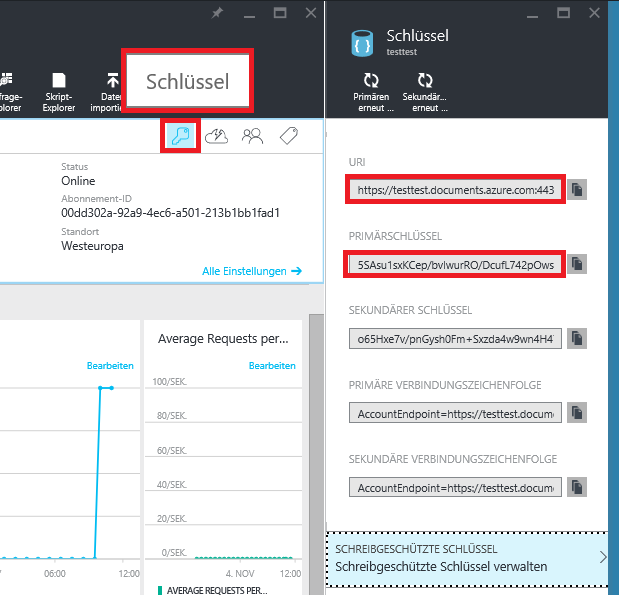 frage-
plorer
Skript-
Explorer
Daten
importie
Schlüssel
Status
Online
Abonnement-ID
00dd302a-92a9-4ec6-a501-213b1bb1fad1
Standort
Westeuropa
Alle Einstellungen
Bearbeiten
06:00
12:00
Average Requests per...
Bearbeiten
100/SEK.
80/SEK.
60/SEK.
40/SEK.
20/SEK.
0/SEK.
4. NOV
12:00
AVERAGE REQUESTS PER...
Schlüssel
testtest
Primären
erneut ...
Sekundär...
erneut ...
URI
https://testtest.documents.azure.com:443
PRIMÄRSCHLÜSSEL
5SAsu1sxKCep/bvlwurRO/DcufL742pOws
SEKUNDÄRER SCHLÜSSEL
o65Hxe7v/pnGysh0Fm+Sxzda4w9wn4H4
PRIMÄRE VERBINDUNGSZEICHENFOLGE
AccountEndpoint=https://testtest.docum
SEKUNDÄRE VERBINDUNGSZEICHENFOLGE
AccountEndpoint=https://testtest.docum
SCHREIBGESCHÜTZTE SCHLÜSSEL
Schreibgeschützte Schlüssel verwalten